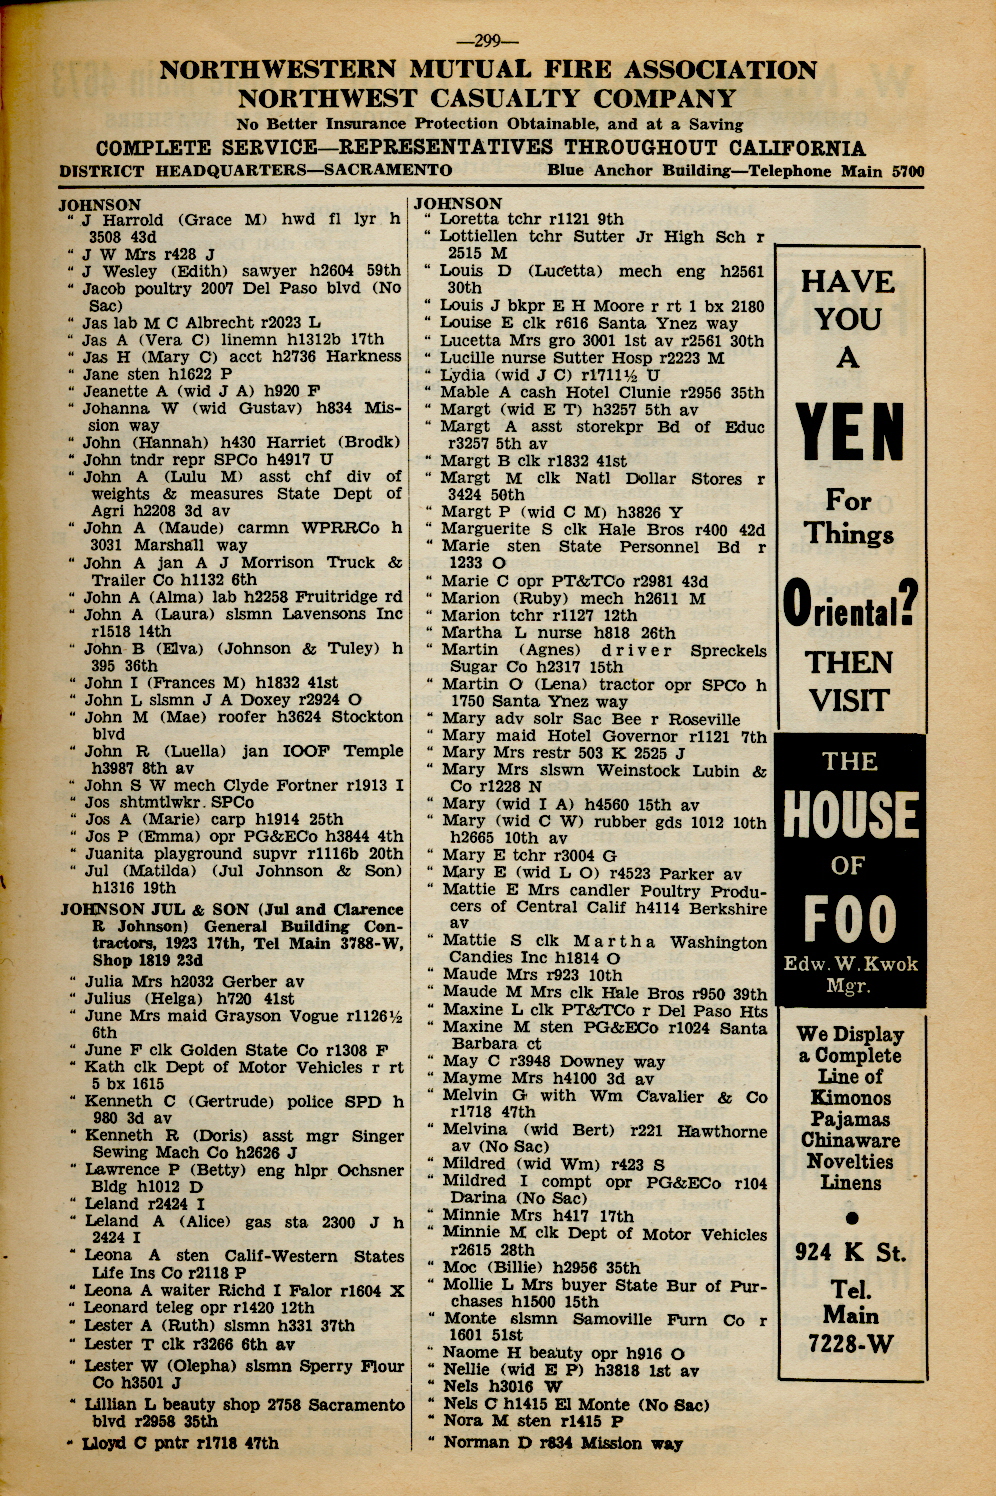 —299—
NORTHWESTERN MUTUAL FIRE ASSOCIATION
NORTHWEST CASUALTY COMPANY
No Better Insurance Protection Obtainable, and at a Saving
COMPLETE SERVICE—REPRESENTATIVES THROUGHOUT CALIFORNIA
DISTRICT HEADQUARTERS—SACRAMENTO Blue Anchor Building—Telephone Main 5700
JOHNSON
" J Harrold (Grace M) hwd fl lyr h
3508 43d
" J W Mrs r428 J
" J Wesley (Edith) sawyer h2604 59th
" Jacob poultry 2007 Del Paso blvd (No
Sac)
" Jas lab M C Albrecht r2023 L
" Jas A (Vera C) linemn h1312b 17th
" Jas H (Mary C) acct h2736 Harkness
" Jane sten h1622 P
" Jeanette A (wid J A) h920 F
" Johanna W (wid Gustav) h834 Mis-
sion way
" John (Hannah) h430 Harriet (Brodk)
" John tndr repr SPCo h4917 U
" John A (Lulu M) asst chf div of
weights & measures State Dept of
Agri h2208 3d av
" John A (Maude) carmn WPRRCo h
3031 Marshall way
" John A jan A J Morrison Truck &
Trailer Co h1132 6th
" John A (Alma) lab h2258 Fruitridge rd
" John A (Laura) slsmn Lavensons Inc
r1518 14th
" John B (Elva) (Johnson & Tuley) h
395 36th
" John I (Frances M) h1832 41st
" John L slsmn J A Doxey r2924 O
" John M (Mae) roofer h3624 Stockton
blvd
" John R (Luella) jan IOOF Temple
h3987 8th av
" John S W mech Clyde Fortner r1913 I
" Jos shtmtlwkr. SPCo
" Jos A (Marie) carp h1914 25th
" Jos P (Emma) opr PG&ECo h3844 4th
" Juanita playground supvr r1116b 20th
" Jul (Matilda) (Jul Johnson & Son)
h1316 19th
JOHNSON JUL & SON (Jul and Clarence
R Johnson) General Building Con-
tractors, 1923 17th, Tel Main 3788-W,
Shop 1819 23d
" Julia Mrs h2032 Gerber av
" Julius (Helga) h720 41st
" June Mrs maid Grayson Vogue r1126½
6th
" June F clk Golden State Co r1308 F
" Kath clk Dept of Motor Vehicles r rt
5 bx 1615
" Kenneth C (Gertrude) police SPD h
980 3d av
" Kenneth R (Doris) asst mgr Singer
Sewing Mach Co h2626 J
" Lawrence P (Betty) eng hlpr Ochsner
Bldg h1012 D
" Leland r2424 I
" Leland A (Alice) gas sta 2300 J h
2424 I
" Leona A sten Calif-Western States
Life Ins Co r2118 P
" Leona A waiter Richd I Falor r1604 X
" Leonard teleg opr r1420 12th
" Lester A (Ruth) slsmn h331 37th
" Lester T clk r3266 6th av
" Lester W (Olepha) slsmn Sperry Flour
Co h3501 J
" Lillian L beauty shop 2758 Sacramento
blvd r2958 35th
" Lloyd C pntr r1718 47th
JOHNSON
" Loretta tchr r1121 9th
" Lottiellen tchr Sutter Jr High Sch r
2515 M
" Louis D (Lucetta) mech eng h2561
30th
" Louis J bkpr E H Moore r rt 1 bx 2180
" Louise E clk r616 Santa Ynez way
" Lucetta Mrs gro 3001 1st av r2561 30th
" Lucille nurse Sutter Hosp r2223 M
" Lydia (wid J C) r1711½ U
" Mable A cash Hotel Clunie r2956 35th
" Margt (wid E T) h3257 5th av
" Margt A asst storekpr Bd of Educ
r3257 5th av
" Margt B clk r1832 41st
" Margt M clk Natl Dollar Stores r
3424 50th
" Margt P (wid C M) h3826 Y
" Marguerite S clk Hale Bros r400 42d
" Marie sten State Personnel Bd r
1233 O
" Marie C opr PT&TCo r2981 43d
" Marion (Ruby) mech h2611 M
" Marion tchr r1127 12th
" Martha L nurse h818 26th
" Martin (Agnes) driver Spreckels
Sugar Co h2317 15th
" Martin O (Lena) tractor opr SPCo h
1750 Santa Ynez way
" Mary adv solr Sac Bee r Roseville
" Mary maid Hotel Governor r1121 7th
" Mary Mrs restr 503 K 2525 J
" Mary Mrs slswn Weinstock Lubin &
Co r1228 N
" Mary (wid I A) h4560 15th av
" Mary (wid C W) rubber gds 1012 10th
h2665 10th av
" Mary E tchr r3004 G
" Mary E (wid L O) r4523 Parker av
" Mattie E Mrs candler Poultry Produ-
cers of Central Calif h4114 Berkshire
av
" Mattie S clk Martha Washington
Candies Inc h1814 O
" Maude Mrs r923 10th
" Maude M Mrs clk Hale Bros r950 39th
" Maxine L clk PT&TCo r Del Paso Hts
" Maxine M sten PG&ECo r1024 Santa
Barbara ct
" May C r3948 Downey way
" Mayme Mrs h4100 3d av
" Melvin G with Wm Cavalier & Co
r1718 47th
" Melvina (wid Bert) r221 Hawthorne
av (No Sac)
" Mildred (wid Wm) r423 S
" Mildred I compt opr PG&ECo r104
Darina (No Sac)
" Minnie Mrs h417 17th
" Minnie M clk Dept of Motor Vehicles
r2615 28th
" Moc (Billie) h2956 35th
" Mollie L Mrs buyer State Bur of Pur-
chases h1500 15th
" Monte slsmn Samoville Furn Co r
1601 51st
" Naome H beauty opr h916 O
" Nellie (wid E P) h3818 1st av
" Nels h3016 W
" Nels C h1415 El Monte (No Sac)
" Nora M sten r1415 P
" Norman D r834 Mission way
HAVE
YOU
A
YEN
For
Things
Oriental?
THEN
VISIT
THE
HOUSE
OF
FOO
Edw. W. Kwok
Mgr.
We Display
a Complete
Line of
Kimonos
Pajamas
Chinaware
Novelties
Linens
●
924 K St.
Tel.
Main
7228-W